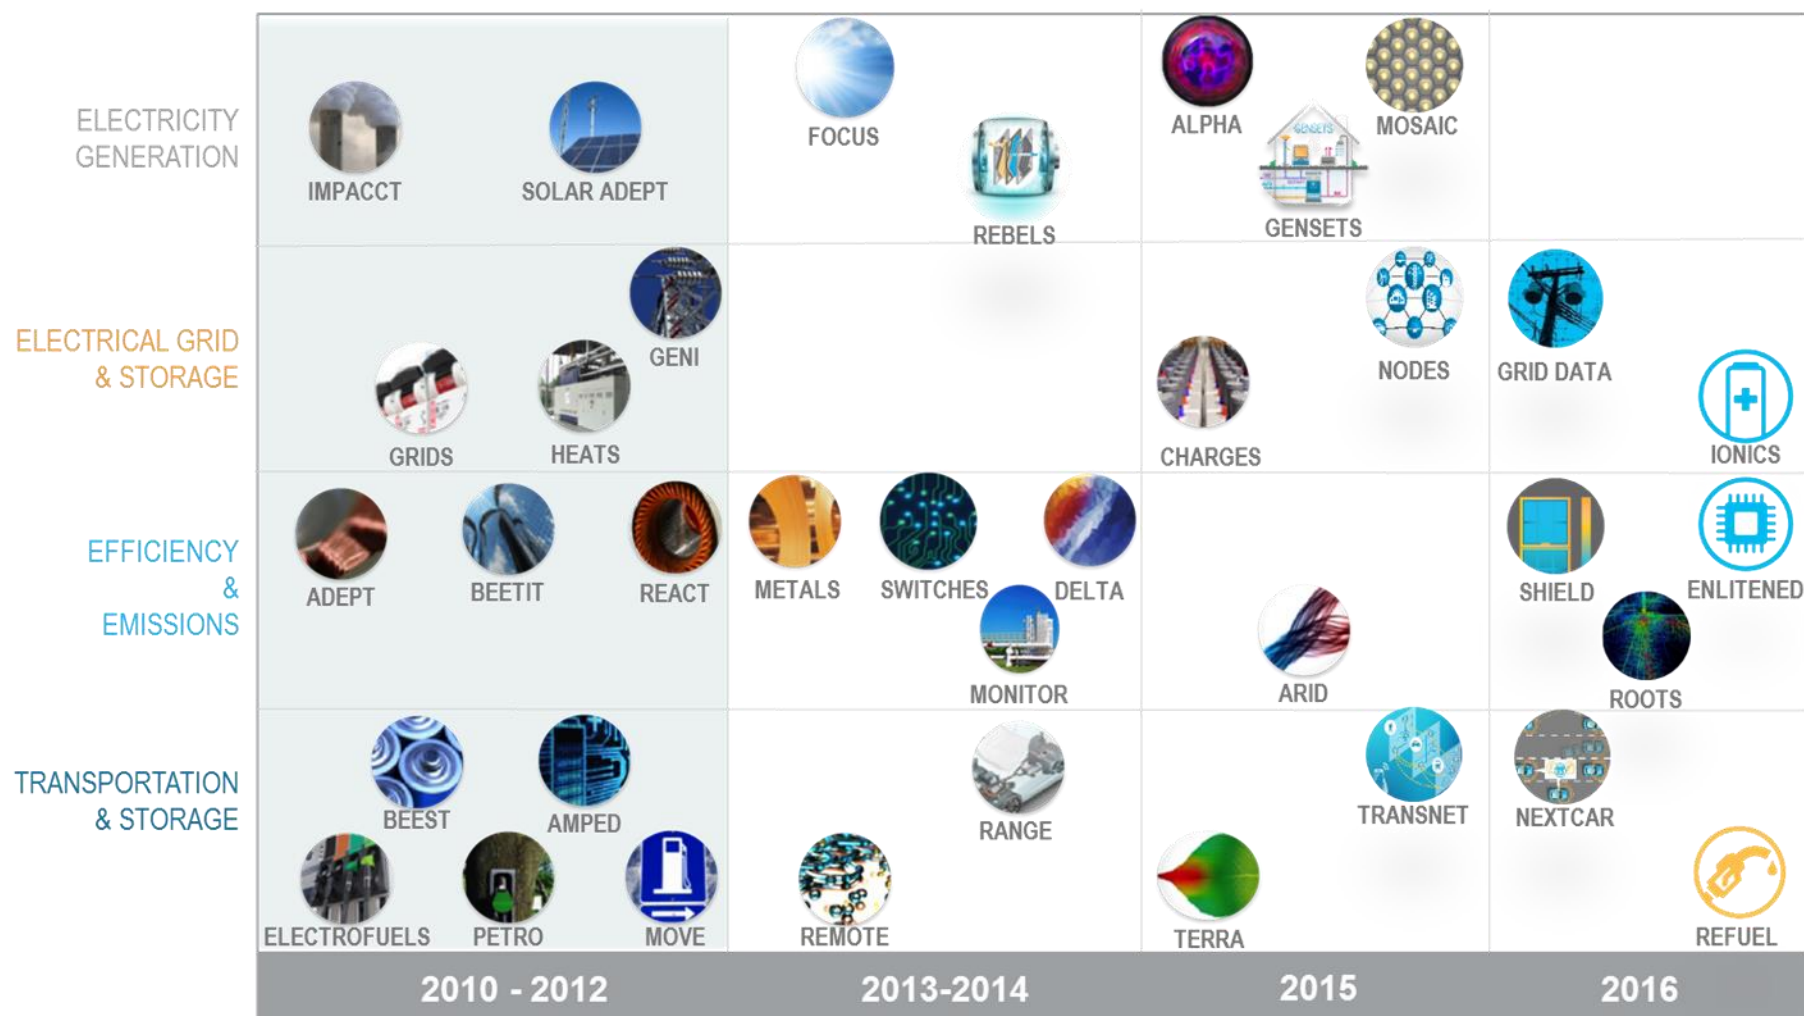 ELECTRICITY
GENERATION
IMPACCT
SOLAR ADEPT
FOCUS
REBELS
ALPHA
GENSETS
GENSETS
MOSAIC
ELECTRICAL GRID
& STORAGE
GRIDS
HEATS
GENI
CHARGES
NODES
GRID DATA
IONICS
EFFICIENCY
&
EMISSIONS
ADEPT
BEETIT
REACT
METALS
SWITCHES
DELTA
MONITOR
ARID
SHIELD
ENLITENED
ROOTS
TRANSPORTATION
& STORAGE
BEEST
AMPED
ELECTROFUELS
PETRO
MOVE
RANGE
REMOTE
TRANSNET
TERRA
NEXTCAR
REFUEL
2010 - 2012
2013-2014
2015
2016